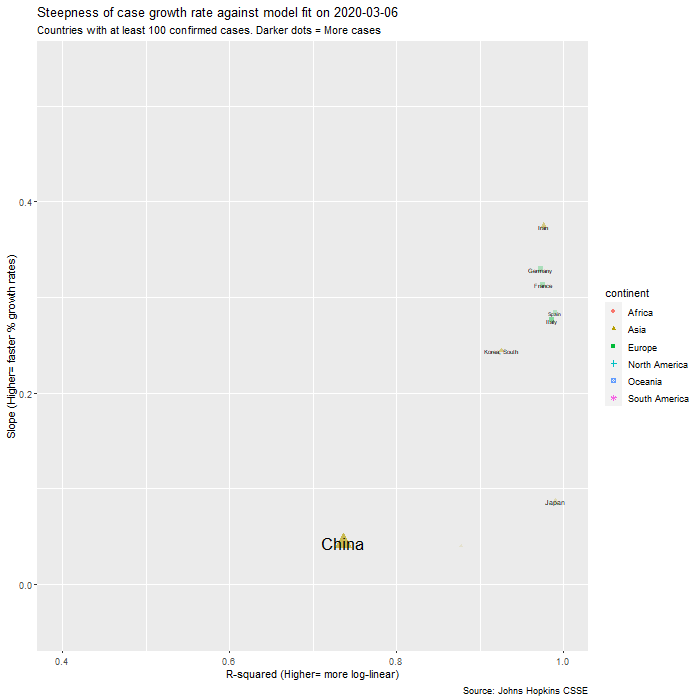 Steepness of case growth rate against model fit on 2020-03-06
Countries with at least 100 confirmed cases. Darker dots = More cases
Slope (Higher= faster % growth rates)
0.4
0.2
0.0
Iran
Germany
France
Spain
Italy
Korea, South
Japan
China
0.4
0.6
0.8
1.0
R-squared (Higher= more log-linear)
continent
Africa
Asia
Europe
North America
Oceania
South America
Source: Johns Hopkins CSSE